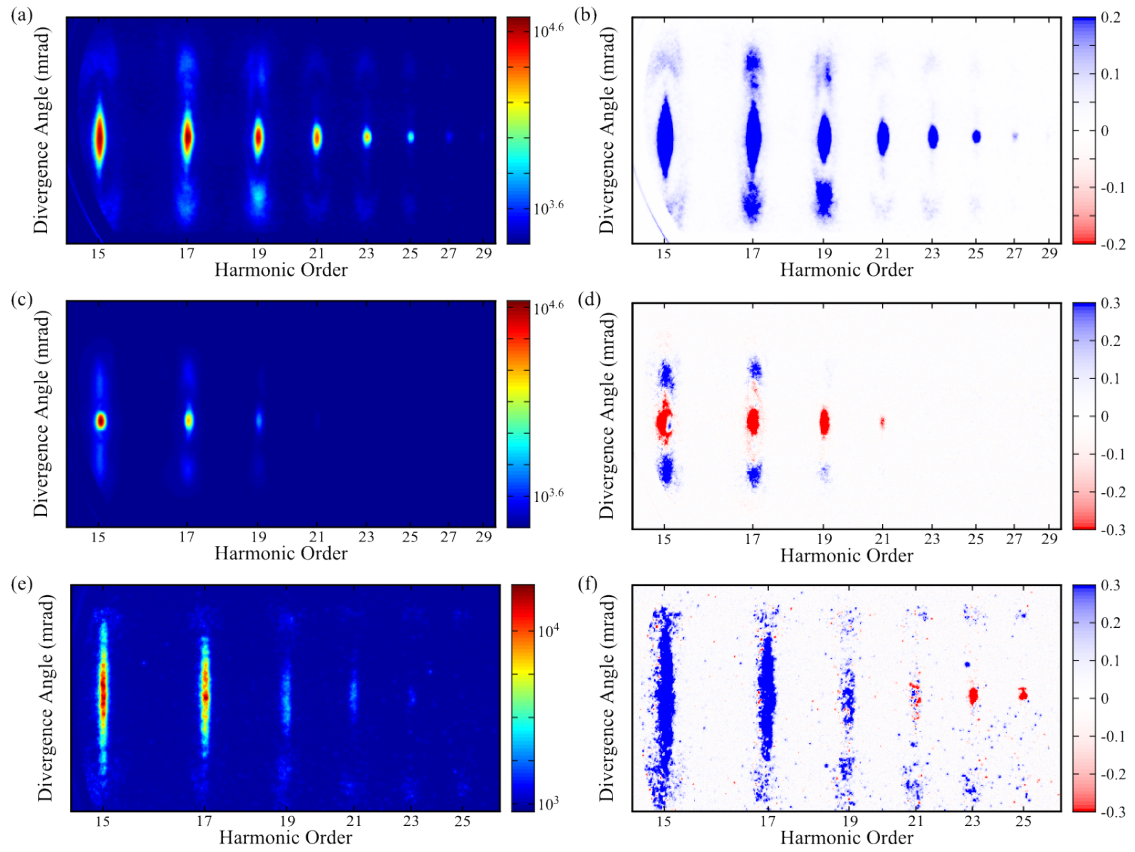 (a)
Divergence Angle (mrad)
10^4.6
10^3.6
15 17 19 21 23 25 27 29
Harmonic Order
(b)
Divergence Angle (mrad)
0.2
0.1
0
-0.1
-0.2
15 17 19 21 23 25 27 29
Harmonic Order
(c)
Divergence Angle (mrad)
10^4.6
10^3.6
15 17 19 21 23 25 27 29
Harmonic Order
(d)
Divergence Angle (mrad)
0.3
0.2
0.1
0
-0.1
-0.2
-0.3
15 17 19 21 23 25 27 29
Harmonic Order
(e)
Divergence Angle (mrad)
10^4
10^3
15 17 19 21 23 25
Harmonic Order
(f)
Divergence Angle (mrad)
0.3
0.2
0.1
0
-0.1
-0.2
-0.3
15 17 19 21 23 25
Harmonic Order